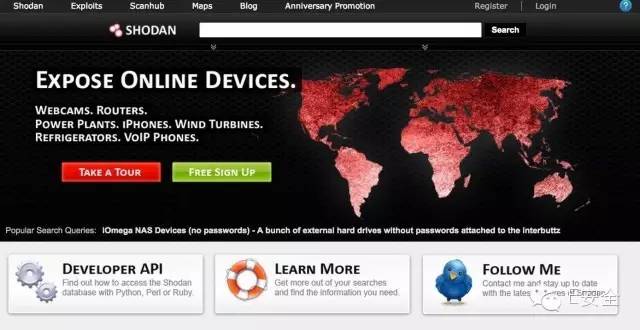 Shodan Exploits Scanhub Maps Blog Anniversary Promotion Register Login ?
SHODAN Search
EXPOSE ONLINE DEVICES.
WEBCAMS. ROUTERS.
POWER PLANTS. IPHONES. WIND TURBINES.
REFRIGERATORS. VOIP PHONES.
TAKE A TOUR FREE SIGN UP
Popular Search Queries: IOmega NAS Devices (no passwords) - A bunch of external hard drives without passwords attached to the Interbuttz
DEVELOPER API
Find out how to access the Shodan
database with Python, Perl or Ruby.
LEARN MORE
Get more out of your searches
and find the information you need.
FOLLOW ME
Contact me and stay up to date
with the latest
E安全